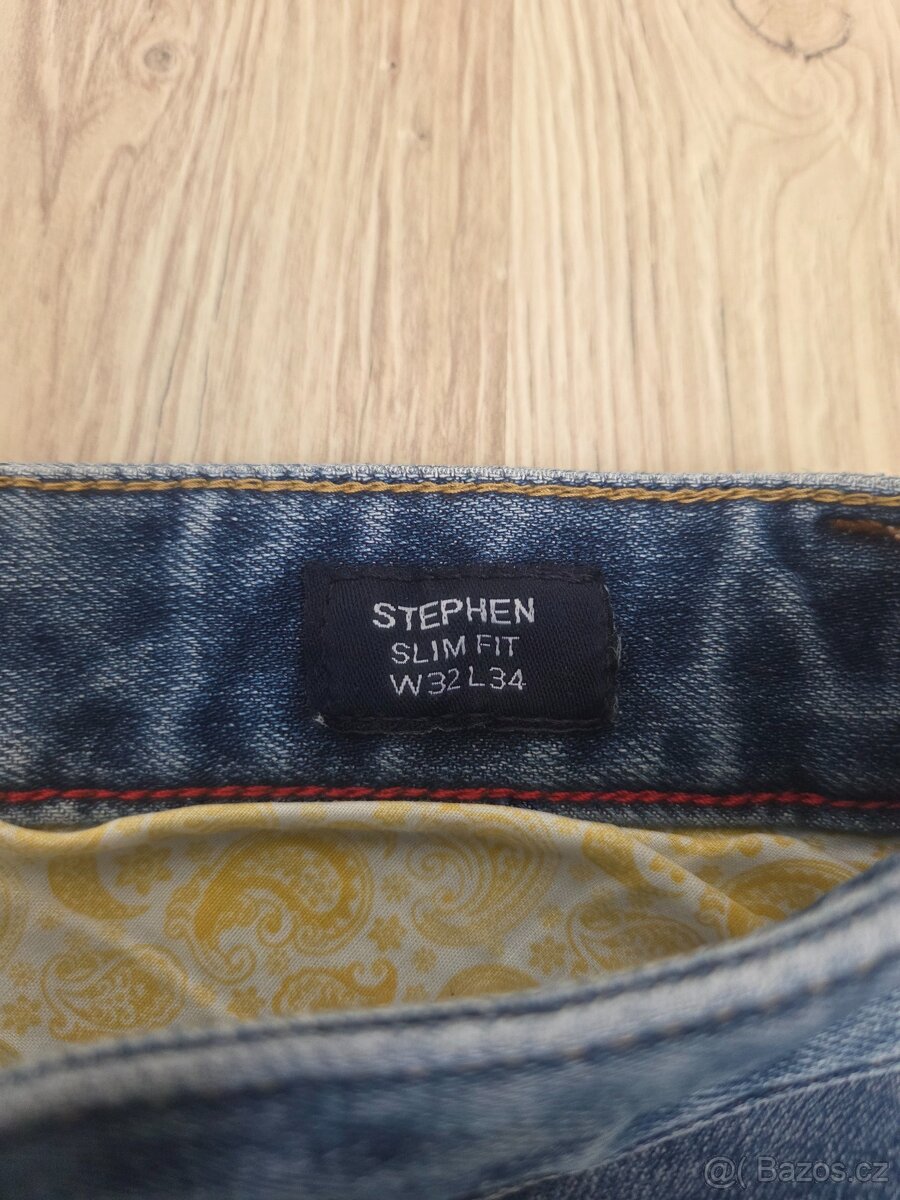 STEPHEN
SLIM FIT
W32 L34
@( Bazos.cz